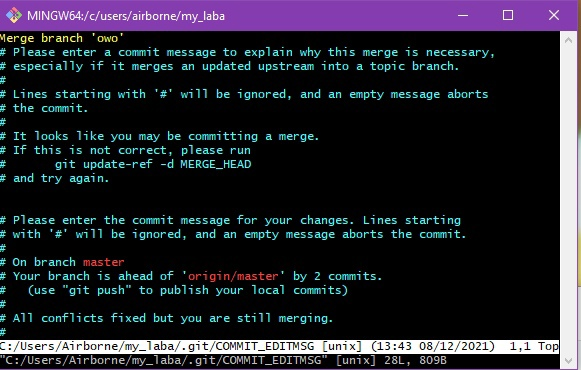 MINGW64:/c/users/airborne/my_laba
Merge branch 'owo'
# Please enter a commit message to explain why this merge is necessary,
# especially if it merges an updated upstream into a topic branch.
#
# Lines starting with '#' will be ignored, and an empty message aborts
# the commit.
#
# It looks like you may be committing a merge.
# If this is not correct, please run
#       git update-ref -d MERGE_HEAD
# and try again.


# Please enter the commit message for your changes. Lines starting
# with '#' will be ignored, and an empty message aborts the commit.
#
# On branch master
# Your branch is ahead of 'origin/master' by 2 commits.
#   (use "git push" to publish your local commits)
#
# All conflicts fixed but you are still merging.
#
C:/Users/Airborne/my_laba/.git/COMMIT_EDITMSG [unix] (13:43 08/12/2021)  1,1 Top
"C:/Users/Airborne/my_laba/.git/COMMIT_EDITMSG" [unix] 28L, 809B